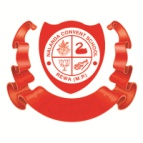 NALANDA CONVENT SCHOOL
REWA (M.P.)